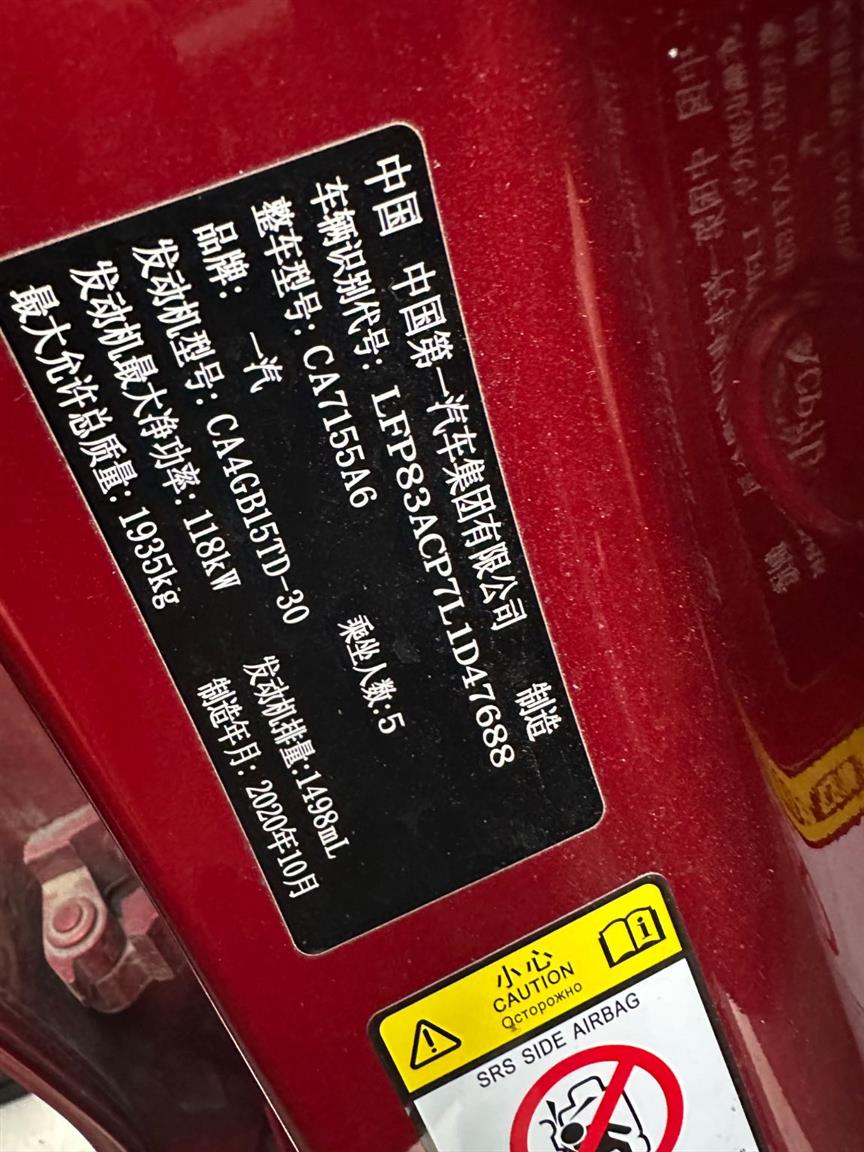 中国 中国第一汽车集团有限公司 制造
车辆识别代号: LFP83ACP7L1D47688
整车型号: CA7155A6 乘坐人数:5
品牌: 一汽
发动机型号: CA4GB15TD-30 发动机排量:1498mL
发动机最大净功率: 118kW 制造年月: 2020年10月
最大允许总质量: 1935kg
小心
CAUTION
Осторожно
SRS SIDE AIRBAG